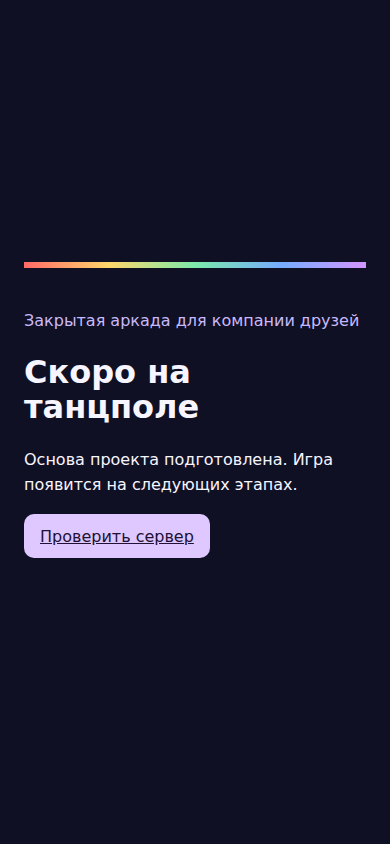 Закрытая аркада для компании друзей
Скоро на
танцполе
Основа проекта подготовлена. Игра
появится на следующих этапах.
Проверить сервер